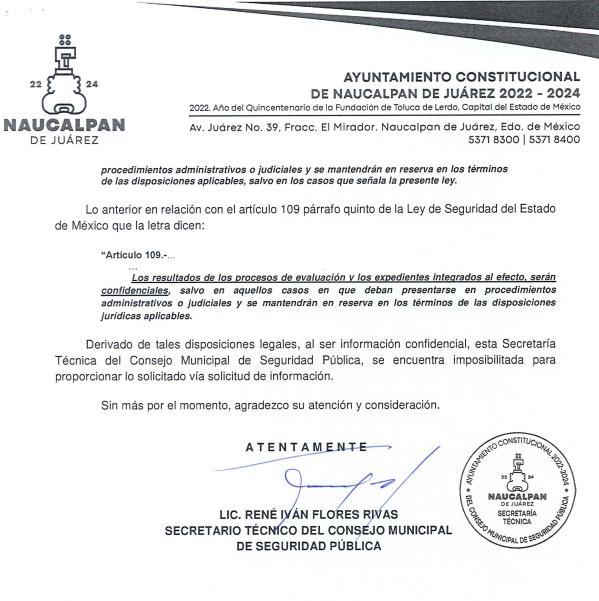 AYUNTAMIENTO CONSTITUCIONAL
DE NAUCALPAN DE JUÁREZ 2022 - 2024
2022. Año del Quincentenario de la Fundación de Toluca de Lerdo, Capital del Estado de México
Av. Juárez No. 39, Fracc. El Mirador. Naucalpan de Juárez, Edo. de México
5371 8300 | 5371 8400
22 24
NAUCALPAN
DE JUÁREZ
procedimientos administrativos o judiciales y se mantendrán en reserva en los términos
de las disposiciones aplicables, salvo en los casos que señala la presente ley.
Lo anterior en relación con el artículo 109 párrafo quinto de la Ley de Seguridad del Estado
de México que la letra dicen:
"Artículo 109.-...
...
Los resultados de los procesos de evaluación y los expedientes integrados al efecto, serán
confidenciales, salvo en aquellos casos en que deban presentarse en procedimientos
administrativos o judiciales y se mantendrán en reserva en los términos de las disposiciones
jurídicas aplicables.
Derivado de tales disposiciones legales, al ser información confidencial, esta Secretaría
Técnica del Consejo Municipal de Seguridad Pública, se encuentra imposibilitada para
proporcionar lo solicitado vía solicitud de información.
Sin más por el momento, agradezco su atención y consideración.
ATENTAMENTE
LIC. RENÉ IVÁN FLORES RIVAS
SECRETARIO TÉCNICO DEL CONSEJO MUNICIPAL
DE SEGURIDAD PÚBLICA
AYUNTAMIENTO CONSTITUCIONAL 2022-2024
22 24
NAUCALPAN
DE JUÁREZ
SECRETARÍA
TÉCNICA
DEL CONSEJO MUNICIPAL DE SEGURIDAD PÚBLICA